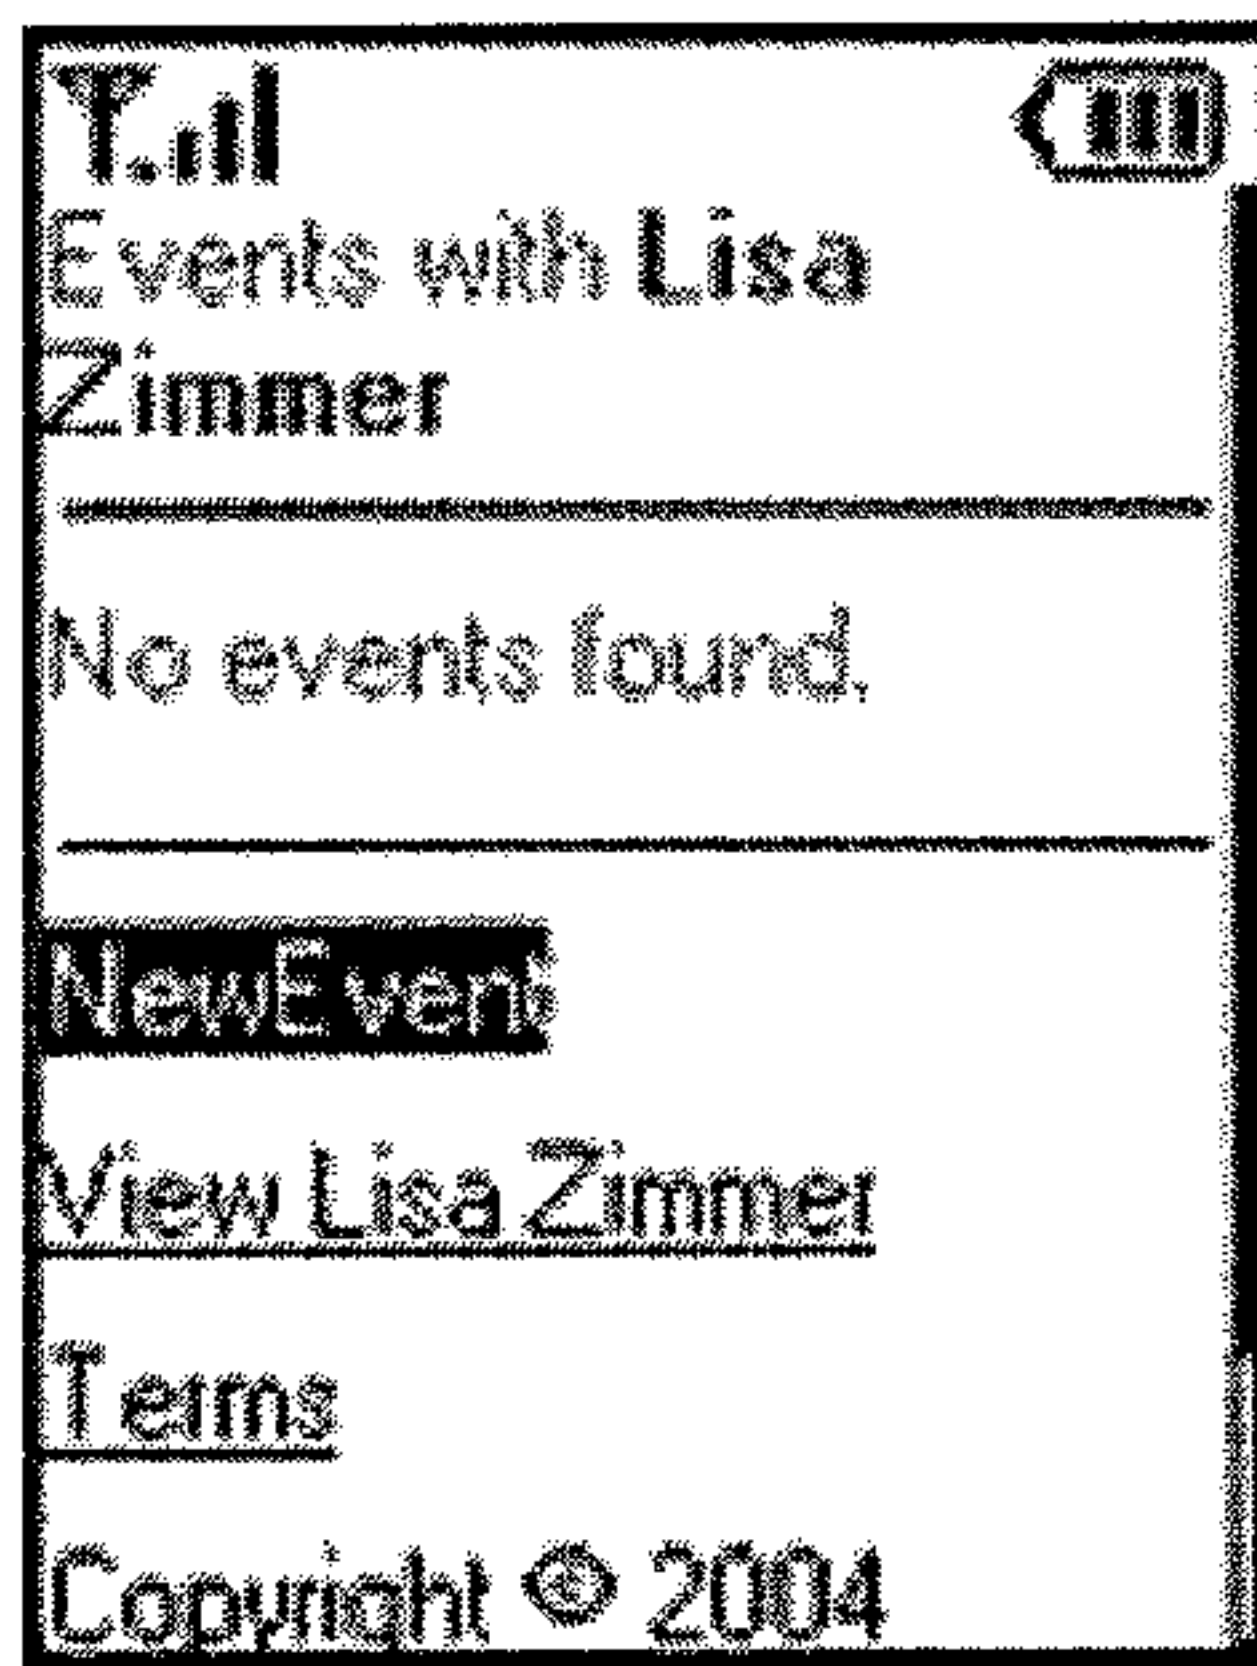 Events with Lisa
Zimmer
No events found.
NewEvent
View Lisa Zimmer
Terms
Copyright © 2004